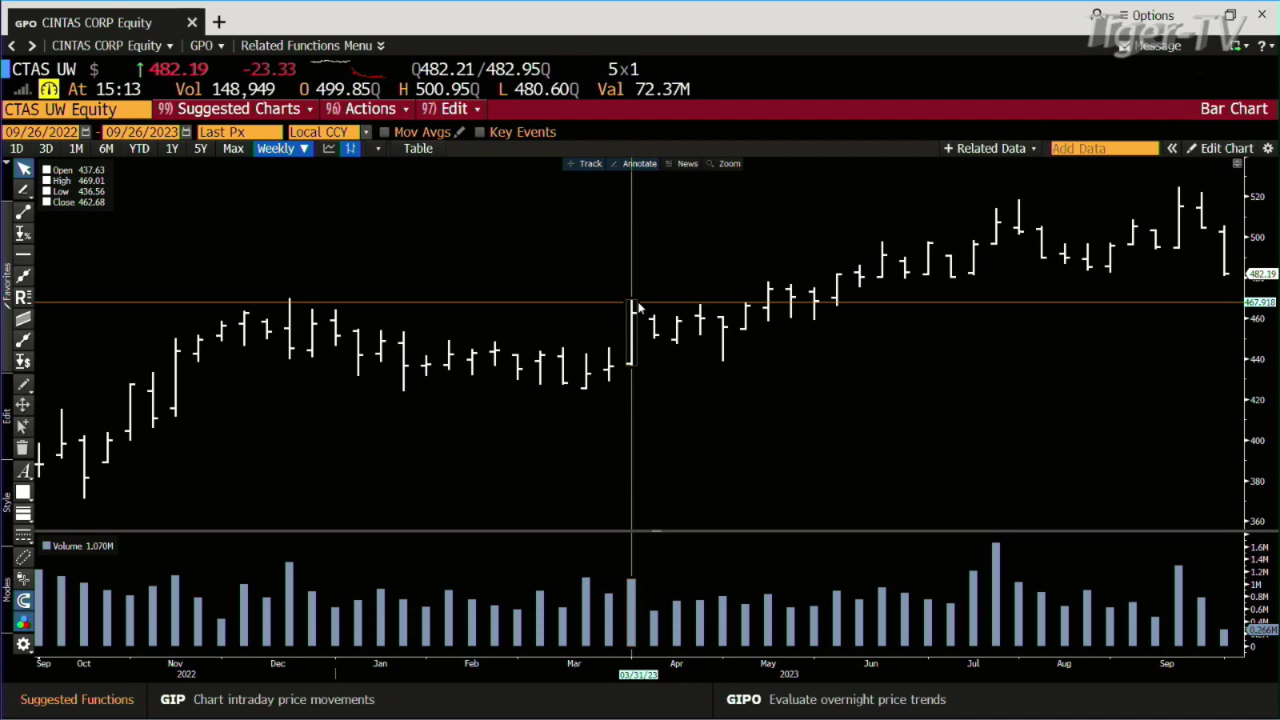 GPO CINTAS CORP Equity × +
Options
Tiger-TV
CINTAS CORP Equity GPO Related Functions Menu Message
CTAS UW $ ↑ 482.19 -23.33 Q482.21/482.95Q 5x1
At 15:13 Vol 148,949 O 499.85Q H 500.95Q L 480.60Q Val 72.37M
CTAS UW Equity 99) Suggested Charts 96) Actions 97) Edit Bar Chart
09/26/2022 - 09/26/2023 Last Px Local CCY Mov Avgs Key Events
1D 3D 1M 6M YTD 1Y 5Y Max Weekly ▼ Table + Related Data Add Data « Edit Chart
Track Annotate News Zoom
Open 437.63
High 469.01
Low 436.56
Close 462.68
520
500
482.19
467.918
460
440
420
400
380
360
Favorites
Edit
Style
Modes
Volume 1.070M
1.6M
1.4M
1.2M
1M
0.8M
0.6M
0.4M
0.266M
0
Sep Oct Nov Dec Jan Feb Mar Apr May Jun Jul Aug Sep
2022 03/31/23 2023
Suggested Functions GIP Chart intraday price movements GIPO Evaluate overnight price trends